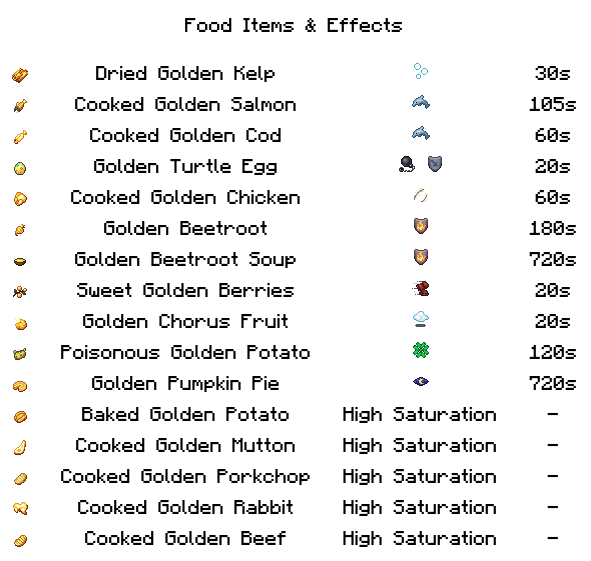 Food Items & Effects
Dried Golden Kelp 30s
Cooked Golden Salmon 105s
Cooked Golden Cod 60s
Golden Turtle Egg 20s
Cooked Golden Chicken 60s
Golden Beetroot 180s
Golden Beetroot Soup 720s
Sweet Golden Berries 20s
Golden Chorus Fruit 20s
Poisonous Golden Potato 120s
Golden Pumpkin Pie 720s
Baked Golden Potato High Saturation -
Cooked Golden Mutton High Saturation -
Cooked Golden Porkchop High Saturation -
Cooked Golden Rabbit High Saturation -
Cooked Golden Beef High Saturation -